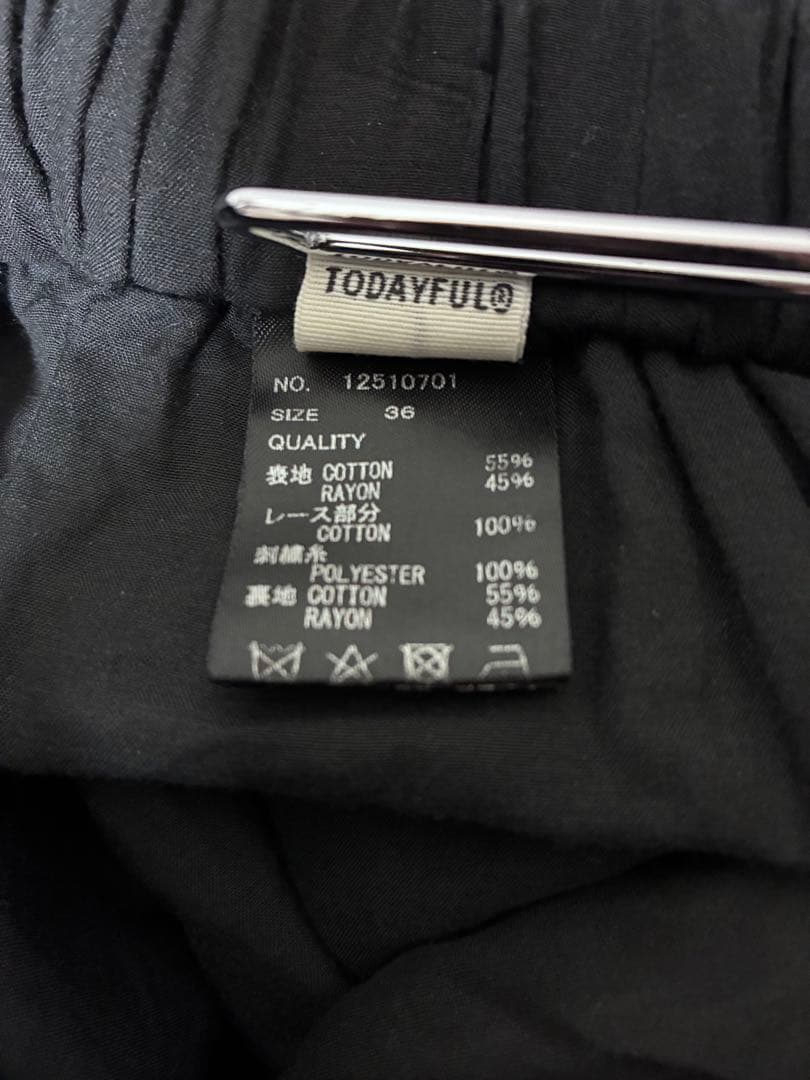 TODAYFUL®
NO. 12510701
SIZE 36
QUALITY
表地 COTTON 55%
RAYON 45%
レース部分
COTTON 100%
刺繍糸
POLYESTER 100%
裏地 COTTON 55%
RAYON 45%